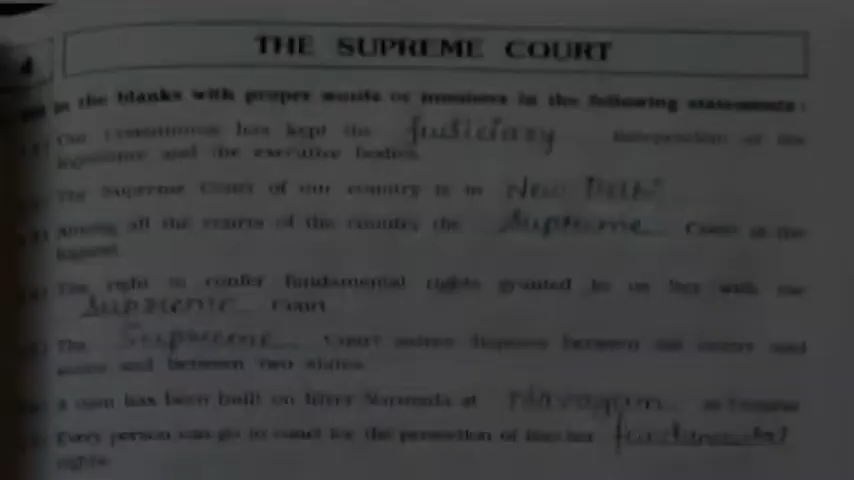 4
THE SUPREME COURT
in the blanks with proper words or numbers in the following statements :
Our Constitution has kept the Judiciary independent of the
legislative and the executive bodies.
The Supreme Court of our country is in New Delhi
Among all the courts of the country the Supreme Court is the
highest.
The right to confer fundamental rights granted to us lies with the
Supreme Court.
The Supreme Court solves disputes between the centre and
states and between two states.
A dam has been built on River Narmada at Navagam in
Every person can go to court for the protection of his/her fundamental
rights.